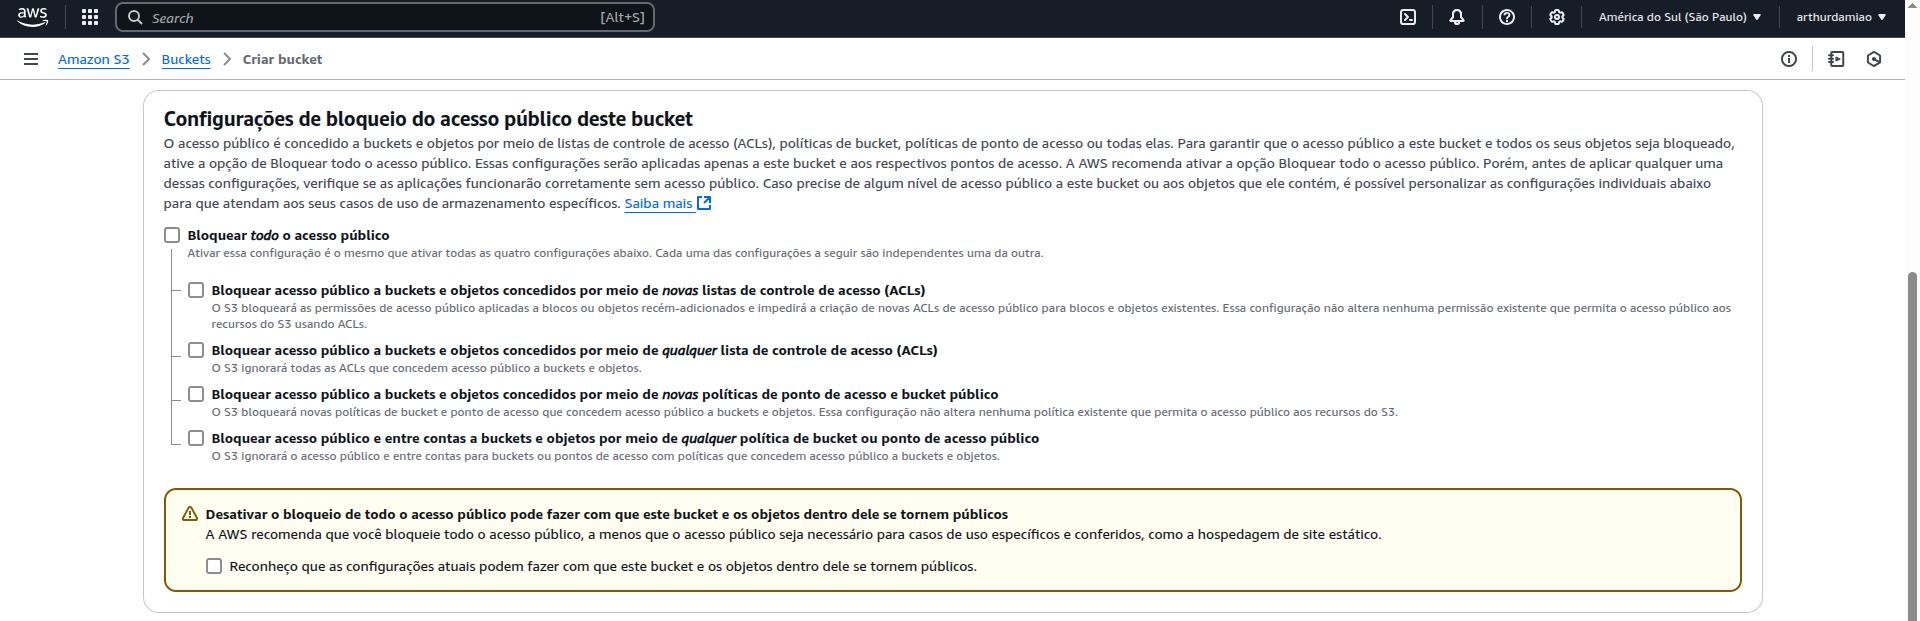 aws
Search
[Alt+S]
América do Sul (São Paulo)
arthurdamiao
Amazon S3
Buckets
Criar bucket
Configurações de bloqueio do acesso público deste bucket
O acesso público é concedido a buckets e objetos por meio de listas de controle de acesso (ACLs), políticas de bucket, políticas de ponto de acesso ou todas elas. Para garantir que o acesso público a este bucket e todos os seus objetos seja bloqueado,
ative a opção de Bloquear todo o acesso público. Essas configurações serão aplicadas apenas a este bucket e aos respectivos pontos de acesso. A AWS recomenda ativar a opção Bloquear todo o acesso público. Porém, antes de aplicar qualquer uma
dessas configurações, verifique se as aplicações funcionarão corretamente sem acesso público. Caso precise de algum nível de acesso público a este bucket ou aos objetos que ele contém, é possível personalizar as configurações individuais abaixo
para que atendam aos seus casos de uso de armazenamento específicos. Saiba mais
Bloquear todo o acesso público
Ativar essa configuração é o mesmo que ativar todas as quatro configurações abaixo. Cada uma das configurações a seguir são independentes uma da outra.
Bloquear acesso público a buckets e objetos concedidos por meio de novas listas de controle de acesso (ACLs)
O S3 bloqueará as permissões de acesso público aplicadas a blocos ou objetos recém-adicionados e impedirá a criação de novas ACLs de acesso público para blocos e objetos existentes. Essa configuração não altera nenhuma permissão existente que permita o acesso público aos
recursos do S3 usando ACLs.
Bloquear acesso público a buckets e objetos concedidos por meio de qualquer lista de controle de acesso (ACLs)
O S3 ignorará todas as ACLs que concedem acesso público a buckets e objetos.
Bloquear acesso público a buckets e objetos concedidos por meio de novas políticas de ponto de acesso e bucket público
O S3 bloqueará novas políticas de bucket e ponto de acesso que concedem acesso público a buckets e objetos. Essa configuração não altera nenhuma política existente que permita o acesso público aos recursos do S3.
Bloquear acesso público e entre contas a buckets e objetos por meio de qualquer política de bucket ou ponto de acesso público
O S3 ignorará o acesso público e entre contas para buckets ou pontos de acesso com políticas que concedem acesso público a buckets e objetos.
Desativar o bloqueio de todo o acesso público pode fazer com que este bucket e os objetos dentro dele se tornem públicos
A AWS recomenda que você bloqueie todo o acesso público, a menos que o acesso público seja necessário para casos de uso específicos e conferidos, como a hospedagem de site estático.
Reconheço que as configurações atuais podem fazer com que este bucket e os objetos dentro dele se tornem públicos.